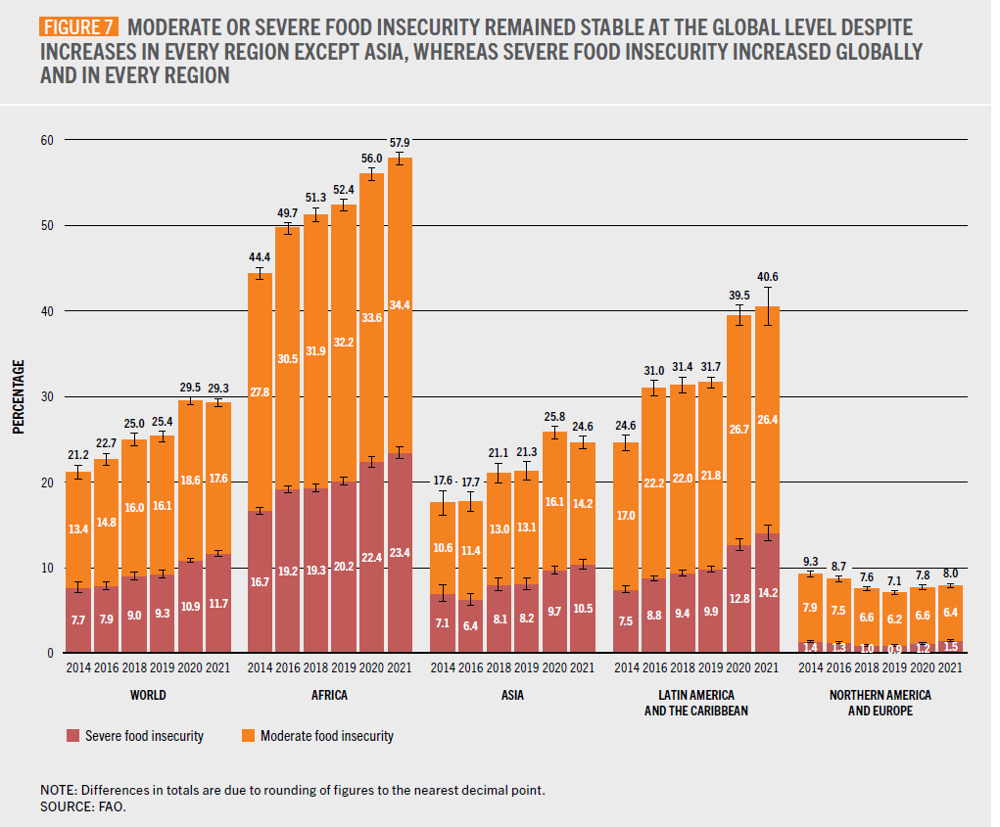 FIGURE 7 MODERATE OR SEVERE FOOD INSECURITY REMAINED STABLE AT THE GLOBAL LEVEL DESPITE
INCREASES IN EVERY REGION EXCEPT ASIA, WHEREAS SEVERE FOOD INSECURITY INCREASED GLOBALLY
AND IN EVERY REGION
PERCENTAGE
60
50
40
30
20
10
0
21.2 22.7 25.0 25.4 29.5 29.3
13.4 14.8 16.0 16.1 18.6 17.6
7.7 7.9 9.0 9.3 10.9 11.7
2014 2016 2018 2019 2020 2021
WORLD
44.4 49.7 51.3 52.4 56.0 57.9
27.8 30.5 31.9 32.2 33.6 34.4
16.7 19.2 19.3 20.2 22.4 23.4
2014 2016 2018 2019 2020 2021
AFRICA
17.6 17.7 21.1 21.3 25.8 24.6
10.6 11.4 13.0 13.1 16.1 14.2
7.1 6.4 8.1 8.2 9.7 10.5
2014 2016 2018 2019 2020 2021
ASIA
24.6 31.0 31.4 31.7 39.5 40.6
17.0 22.2 22.0 21.8 26.7 26.4
7.5 8.8 9.4 9.9 12.8 14.2
2014 2016 2018 2019 2020 2021
LATIN AMERICA
AND THE CARIBBEAN
9.3 8.7 7.6 7.1 7.8 8.0
7.9 7.5 6.6 6.2 6.6 6.4
1.4 1.3 1.0 0.9 1.2 1.5
2014 2016 2018 2019 2020 2021
NORTHERN AMERICA
AND EUROPE
Severe food insecurity
Moderate food insecurity
NOTE: Differences in totals are due to rounding of figures to the nearest decimal point.
SOURCE: FAO.